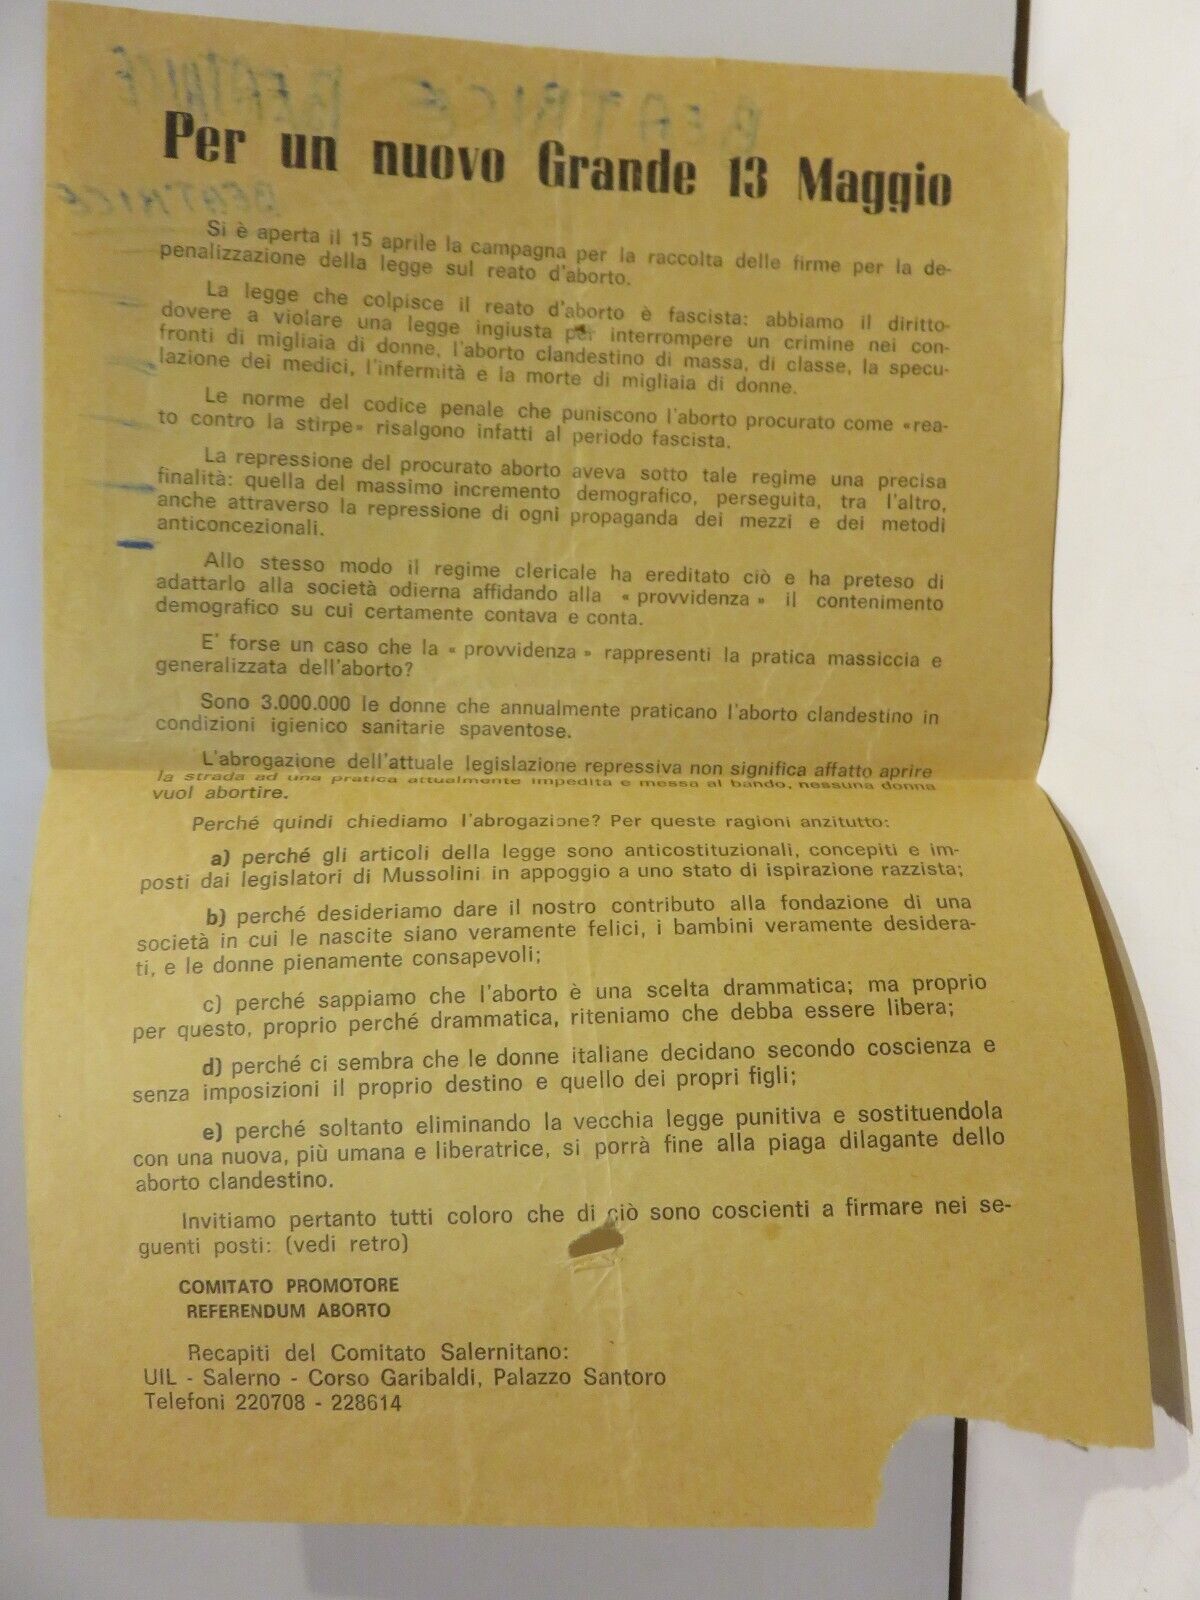 BEATRICE BEATRICE
Per un nuovo Grande 13 Maggio
BEATRICE
Si è aperta il 15 aprile la campagna per la raccolta delle firme per la de-
penalizzazione della legge sul reato d'aborto.
La legge che colpisce il reato d'aborto è fascista: abbiamo il diritto-
dovere a violare una legge ingiusta per interrompere un crimine nei con-
fronti di migliaia di donne, l'aborto clandestino di massa, di classe, la specu-
lazione dei medici, l'infermità e la morte di migliaia di donne.
Le norme del codice penale che puniscono l'aborto procurato come «rea-
to contro la stirpe» risalgono infatti al periodo fascista.
La repressione del procurato aborto aveva sotto tale regime una precisa
finalità: quella del massimo incremento demografico, perseguita, tra l'altro,
anche attraverso la repressione di ogni propaganda dei mezzi e dei metodi
anticoncezionali.
Allo stesso modo il regime clericale ha ereditato ciò e ha preteso di
adattarlo alla società odierna affidando alla « provvidenza » il contenimento
demografico su cui certamente contava e conta.
E' forse un caso che la « provvidenza » rappresenti la pratica massiccia e
generalizzata dell'aborto?
Sono 3.000.000 le donne che annualmente praticano l'aborto clandestino in
condizioni igienico sanitarie spaventose.
L'abrogazione dell'attuale legislazione repressiva non significa affatto aprire
la strada ad una pratica attualmente impedita e messa al bando, nessuna donna
vuol abortire.
Perché quindi chiediamo l'abrogazione? Per queste ragioni anzitutto:
a) perché gli articoli della legge sono anticostituzionali, concepiti e im-
posti dai legislatori di Mussolini in appoggio a uno stato di ispirazione razzista;
b) perché desideriamo dare il nostro contributo alla fondazione di una
società in cui le nascite siano veramente felici, i bambini veramente desidera-
ti, e le donne pienamente consapevoli;
c) perché sappiamo che l'aborto è una scelta drammatica; ma proprio
per questo, proprio perché drammatica, riteniamo che debba essere libera;
d) perché ci sembra che le donne italiane decidano secondo coscienza e
senza imposizioni il proprio destino e quello dei propri figli;
e) perché soltanto eliminando la vecchia legge punitiva e sostituendola
con una nuova, più umana e liberatrice, si porrà fine alla piaga dilagante dello
aborto clandestino.
Invitiamo pertanto tutti coloro che di ciò sono coscienti a firmare nei se-
guenti posti: (vedi retro)
COMITATO PROMOTORE
REFERENDUM ABORTO
Recapiti del Comitato Salernitano:
UIL - Salerno - Corso Garibaldi, Palazzo Santoro
Telefoni 220708 - 228614